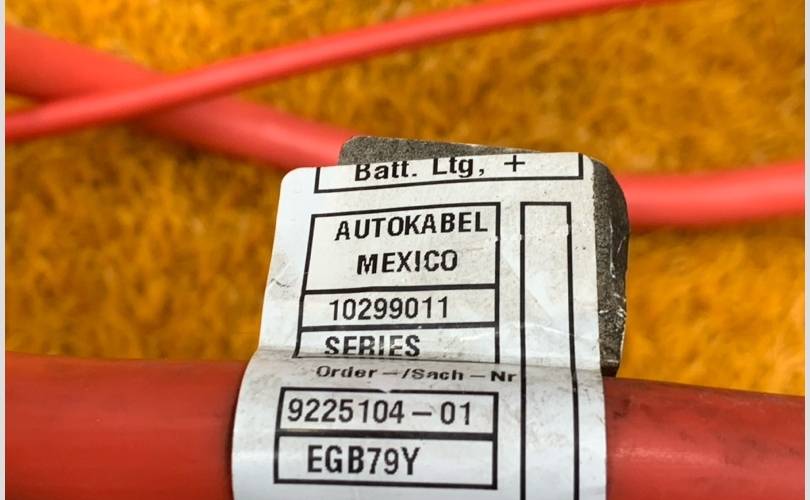 Batt. Ltg, +
AUTOKABEL
MEXICO
10299011
SERIES
Order-/Sach-Nr
9225104-01
EGB79Y